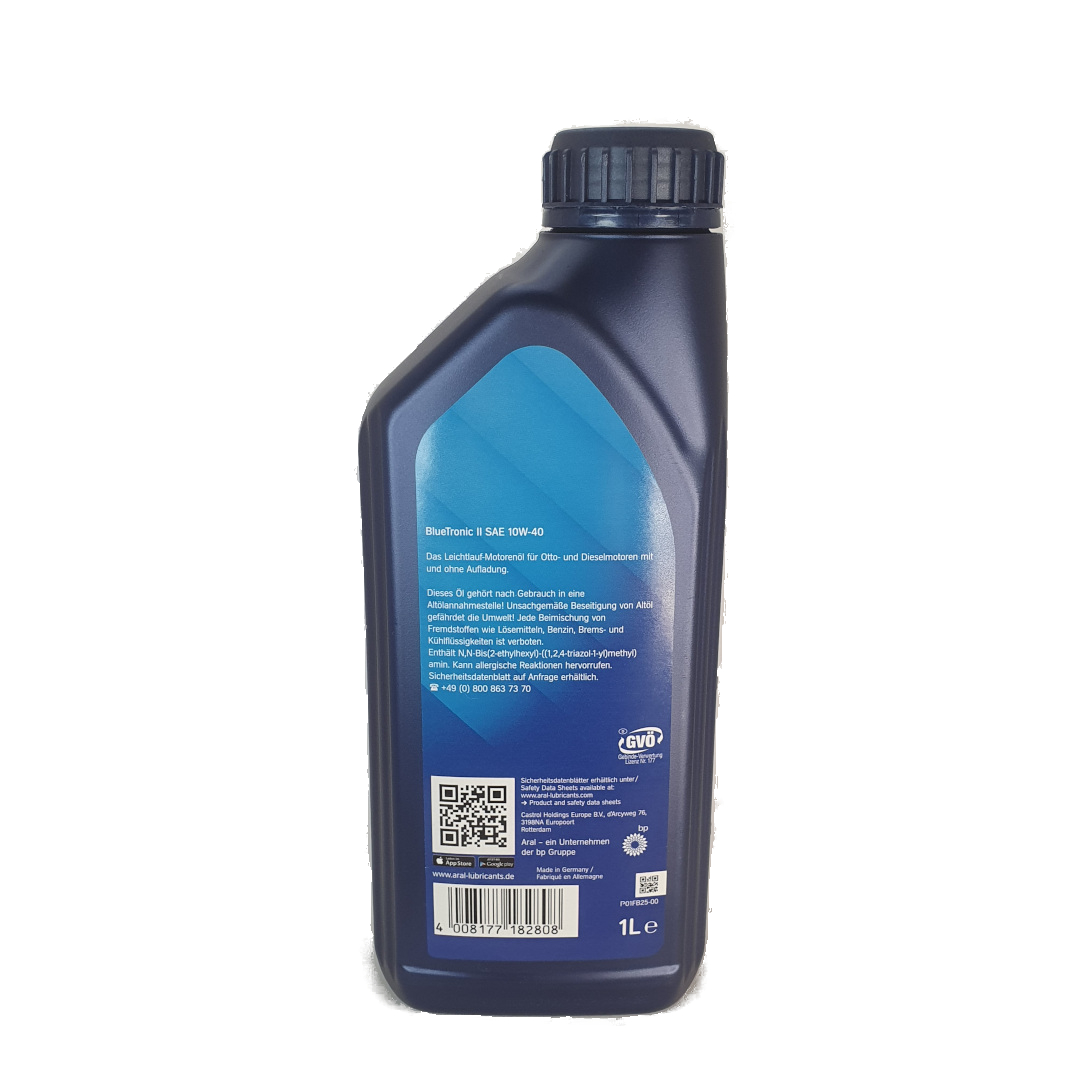 BlueTronic II SAE 10W-40
Das Leichtlauf-Motorenöl für Otto- und Dieselmotoren mit
und ohne Aufladung.
Dieses Öl gehört nach Gebrauch in eine
Altölannahmestelle! Unsachgemäße Beseitigung von Altöl
gefährdet die Umwelt! Jede Beimischung von
Fremdstoffen wie Lösemitteln, Benzin, Brems- und
Kühlflüssigkeiten ist verboten.
Enthält N,N-Bis(2-ethylhexyl)-((1,2,4-triazol-1-yl)methyl)
amin. Kann allergische Reaktionen hervorrufen.
Sicherheitsdatenblatt auf Anfrage erhältlich.
☎ +49 (0) 800 863 73 70
® GVÖ
Gebinde-Verwertung
Lizenz Nr. 177
Sicherheitsdatenblätter erhältlich unter/
Safety Data Sheets available at:
www.aral-lubricants.com
→ Product and safety data sheets
Castrol Holdings Europe B.V., d'Arcyweg 76,
3198NA Europoort
Rotterdam
bp
Aral – ein Unternehmen
der bp Gruppe
App Store
Google play
www.aral-lubricants.de
Made in Germany /
Fabriqué en Allemagne
P01FB25-00
4 008177 182808
1L e